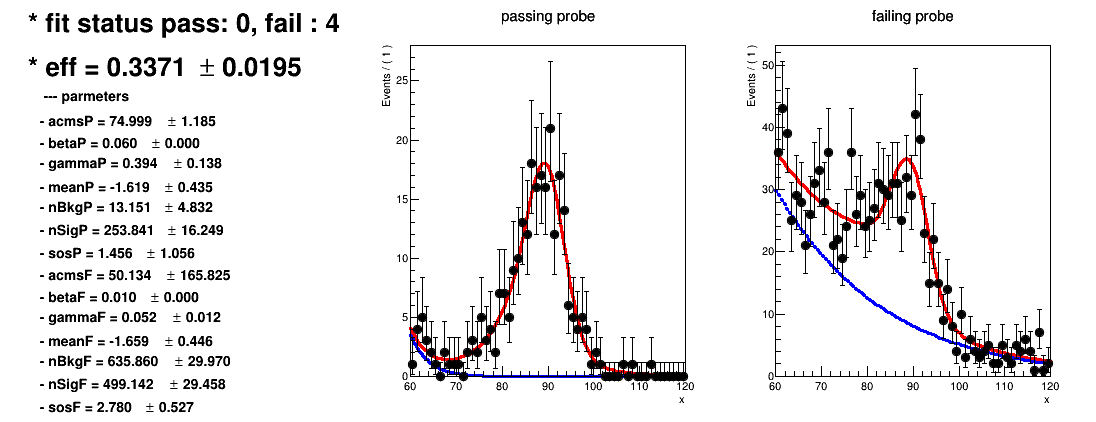 * fit status pass: 0, fail : 4
* eff = 0.3371 ± 0.0195
--- parmeters
- acmsP = 74.999 ± 1.185
- betaP = 0.060 ± 0.000
- gammaP = 0.394 ± 0.138
- meanP = -1.619 ± 0.435
- nBkgP = 13.151 ± 4.832
- nSigP = 253.841 ± 16.249
- sosP = 1.456 ± 1.056
- acmsF = 50.134 ± 165.825
- betaF = 0.010 ± 0.000
- gammaF = 0.052 ± 0.012
- meanF = -1.659 ± 0.446
- nBkgF = 635.860 ± 29.970
- nSigF = 499.142 ± 29.458
- sosF = 2.780 ± 0.527
passing probe
Events / ( 1 )
25
20
15
10
5
0
60 70 80 90 100 110 120
x
failing probe
Events / ( 1 )
50
40
30
20
10
0
60 70 80 90 100 110 120
x